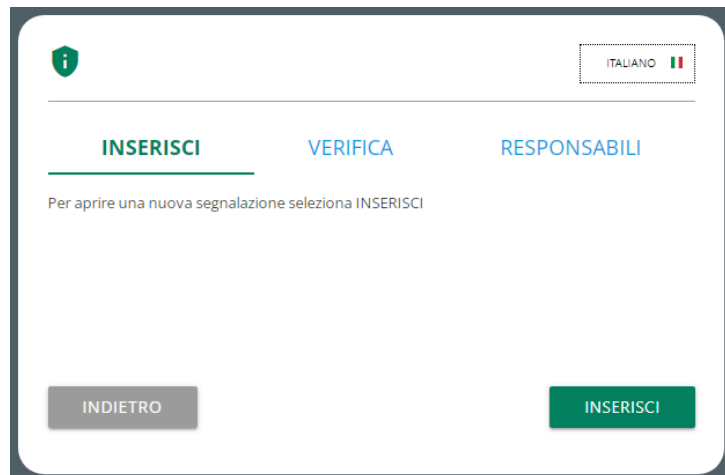 ITALIANO
INSERISCI VERIFICA RESPONSABILI
Per aprire una nuova segnalazione seleziona INSERISCI
INDIETRO INSERISCI